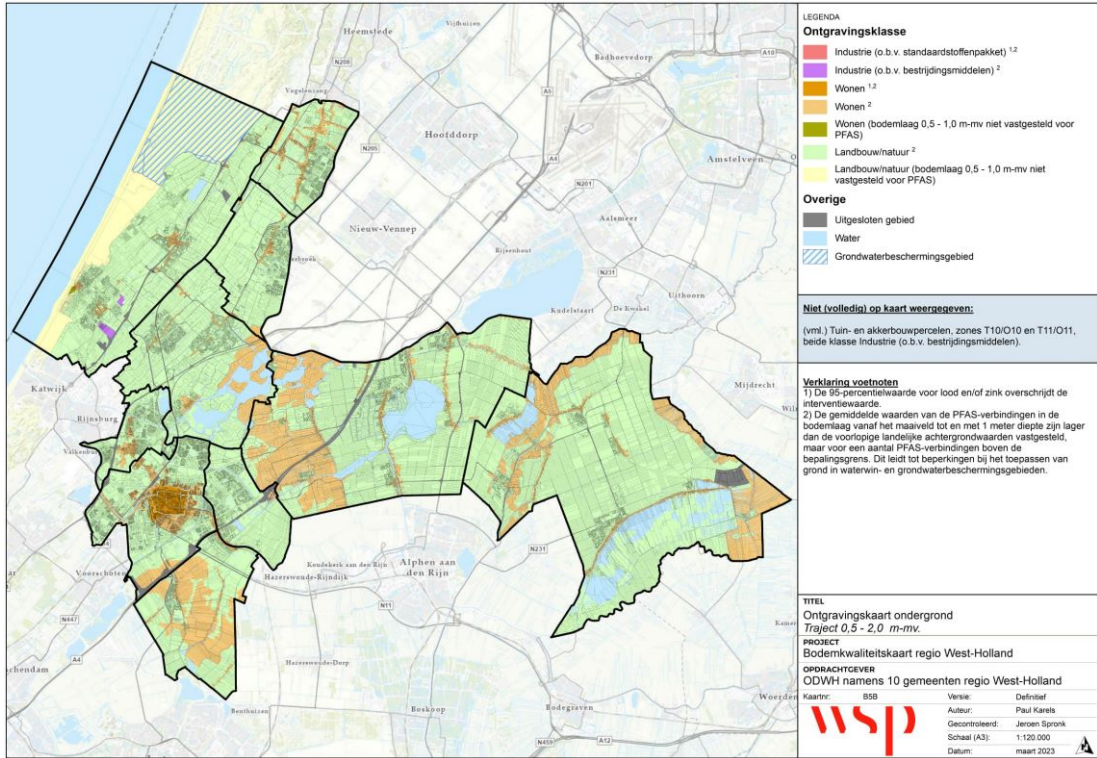 Heemstede
Vijfhuizen
A10
N208
Badhoevedorp
Vogelenzang
A5
N205
Hoofddorp
A4
Amstelveen
N201
Aalsmeer
Nieuw-Vennep
Rijsenhout
N231
Uithoorn
Kudelstaart
De Kwakel
Mijdrecht
Katwijk
Rijnsburg
Valkenburg
Voorschoten
Koudekerk aan den Rijn
Alphen aan
den Rijn
N231
Hazerswoude-Rijndijk
N11
N447
Hazerswoude-Dorp
Benthuizen
Boskoop
Bodegraven
N459
A12
Woerden
LEGENDA
Ontgravingsklasse
Industrie (o.b.v. standaardstoffenpakket) 1,2
Industrie (o.b.v. bestrijdingsmiddelen) 2
Wonen 1,2
Wonen 2
Wonen (bodemlaag 0,5 - 1,0 m-mv niet vastgesteld voor
PFAS)
Landbouw/natuur 2
Landbouw/natuur (bodemlaag 0,5 - 1,0 m-mv niet
vastgesteld voor PFAS)
Overige
Uitgesloten gebied
Water
Grondwaterbeschermingsgebied
Niet (volledig) op kaart weergegeven:
(vml.) Tuin- en akkerbouwpercelen, zones T10/O10 en T11/O11,
beide klasse Industrie (o.b.v. bestrijdingsmiddelen).
Verklaring voetnoten
1) De 95-percentielwaarde voor lood en/of zink overschrijdt de
interventiewaarde.
2) De gemiddelde waarden van de PFAS-verbindingen in de
bodemlaag vanaf het maaiveld tot en met 1 meter diepte zijn lager
dan de voorlopige landelijke achtergrondwaarden vastgesteld,
maar voor een aantal PFAS-verbindingen boven de
bepalingsgrens. Dit leidt tot beperkingen bij het toepassen van
grond in waterwin- en grondwaterbeschermingsgebieden.
TITEL
Ontgravingskaart ondergrond
Traject 0,5 - 2,0 m-mv.
PROJECT
Bodemkwaliteitskaart regio West-Holland
OPDRACHTGEVER
ODWH namens 10 gemeenten regio West-Holland
Kaartnr: B5B
Versie: Definitief
Auteur: Paul Karels
Gecontroleerd: Jeroen Spronk
Schaal (A3): 1:120.000
Datum: maart 2023
wsp